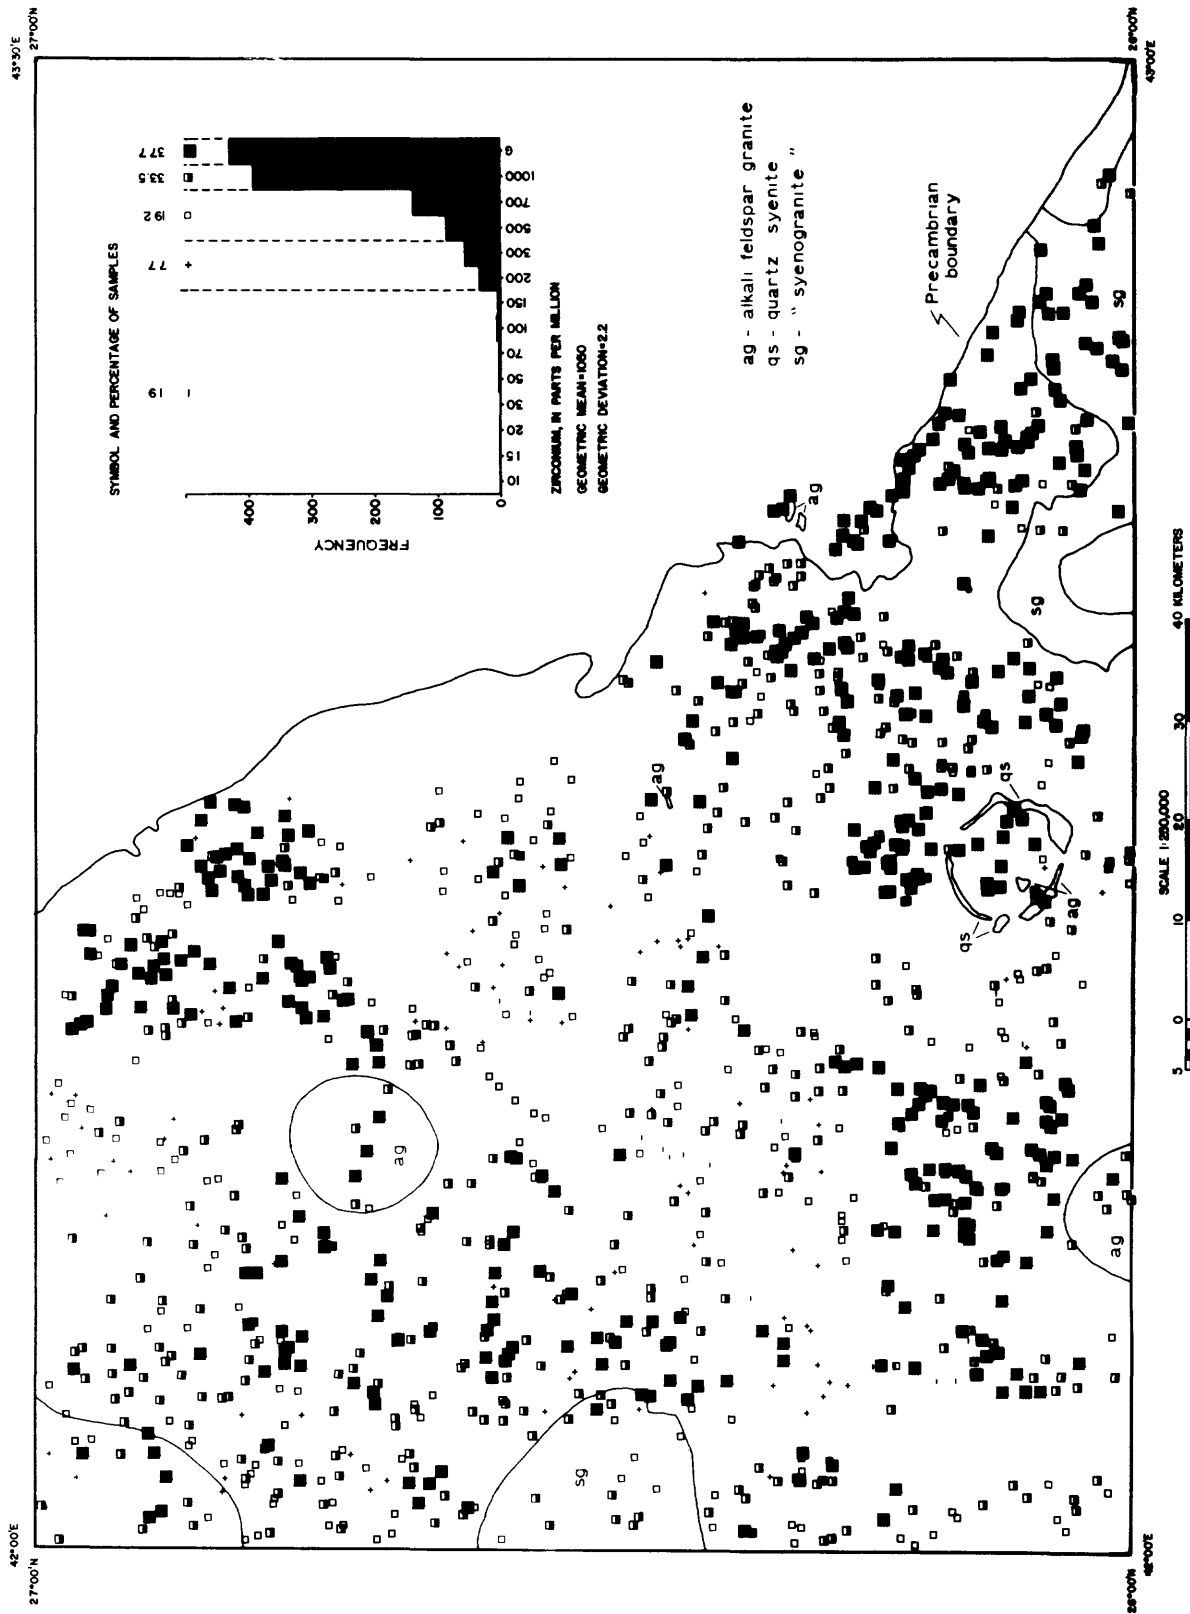 43°30'E
27°00'N
SYMBOL AND PERCENTAGE OF SAMPLES
1.9
7.7
19.2
33.5
37.7
FREQUENCY
400
300
200
100
0
10
15
20
30
50
70
100
150
200
300
500
700
1000
G
ZIRCONIUM, IN PARTS PER MILLION
GEOMETRIC MEAN=1050
GEOMETRIC DEVIATION=2.2
ag - alkali feldspar granite
qs - quartz syenite
sg - " syenogranite "
Precambrian
boundary
ag
ag
ag
sg
sg
sg
qs
qs
ag
ag
26°00'N
43°00'E
42°00'E
27°00'N
26°00'N
42°00'E
SCALE 1:250,000
5
0
10
20
30
40 KILOMETERS